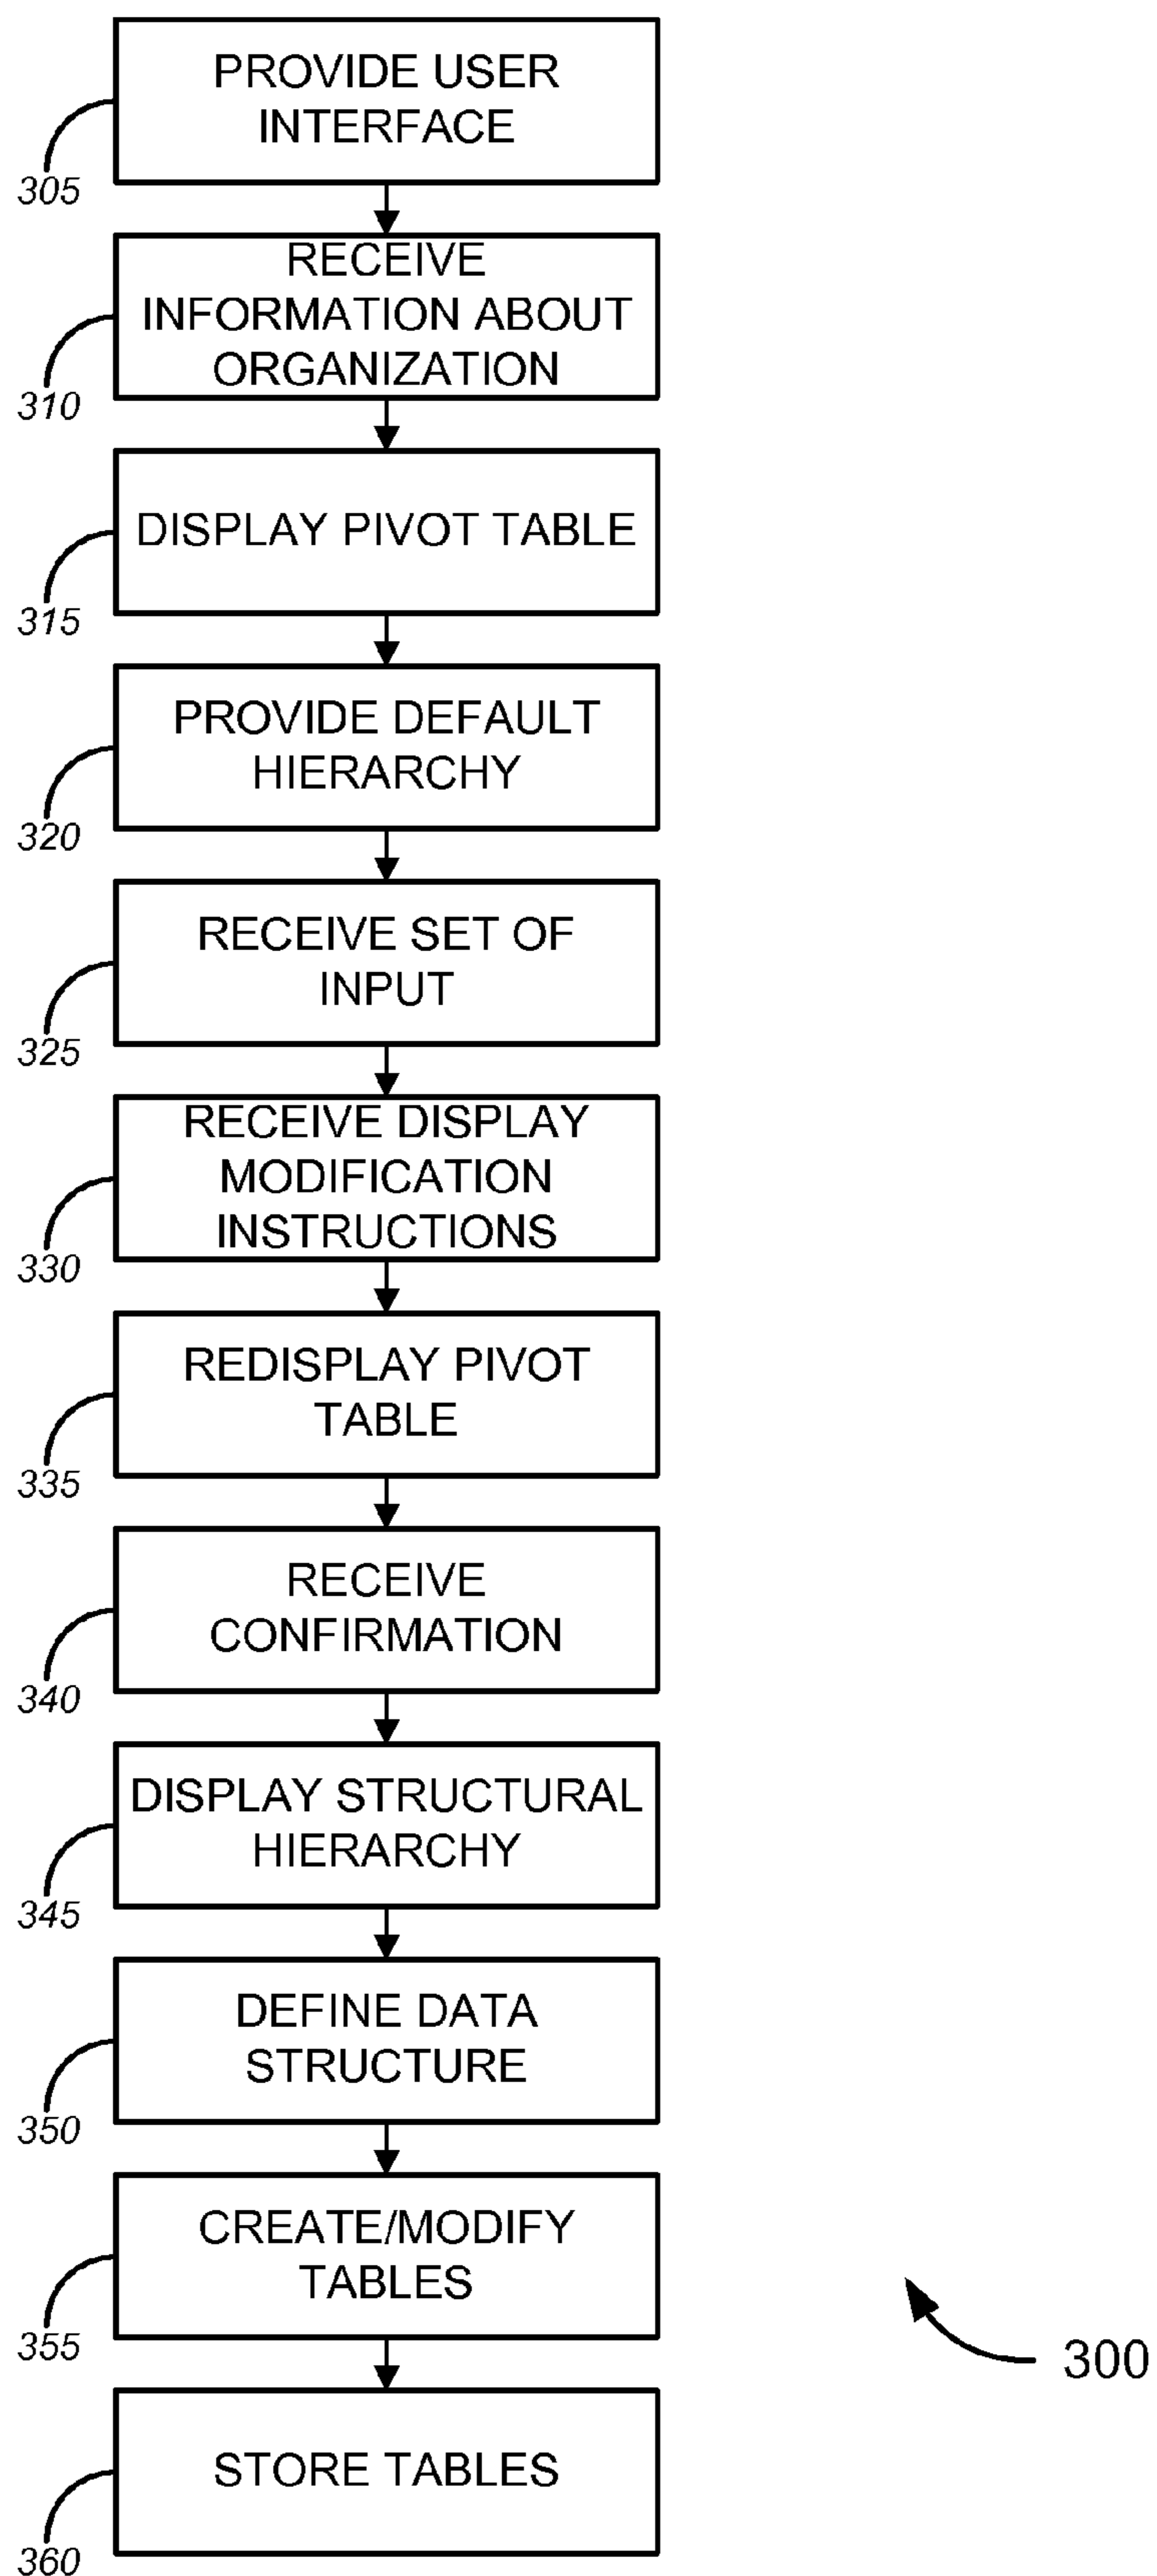 PROVIDE USER
INTERFACE
305
RECEIVE
INFORMATION ABOUT
ORGANIZATION
310
DISPLAY PIVOT TABLE
315
PROVIDE DEFAULT
HIERARCHY
320
RECEIVE SET OF
INPUT
325
RECEIVE DISPLAY
MODIFICATION
INSTRUCTIONS
330
REDISPLAY PIVOT
TABLE
335
RECEIVE
CONFIRMATION
340
DISPLAY STRUCTURAL
HIERARCHY
345
DEFINE DATA
STRUCTURE
350
CREATE/MODIFY
TABLES
355
300
STORE TABLES
360